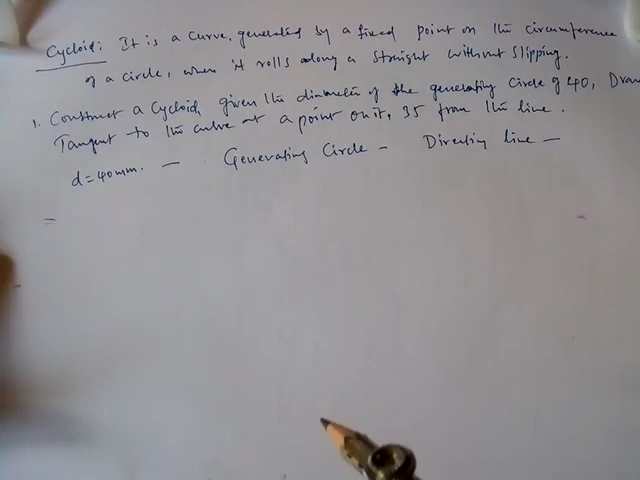 Cycloid: It is a curve, generated by a fixed point on the circumference
of a circle, when it rolls along a straight without slipping.
1. Construct a cycloid, given the diameter of the generating circle of 40, Draw
Tangent to the curve at a point on it, 35 from the line.
d=40mm. — Generating Circle – Directing line —